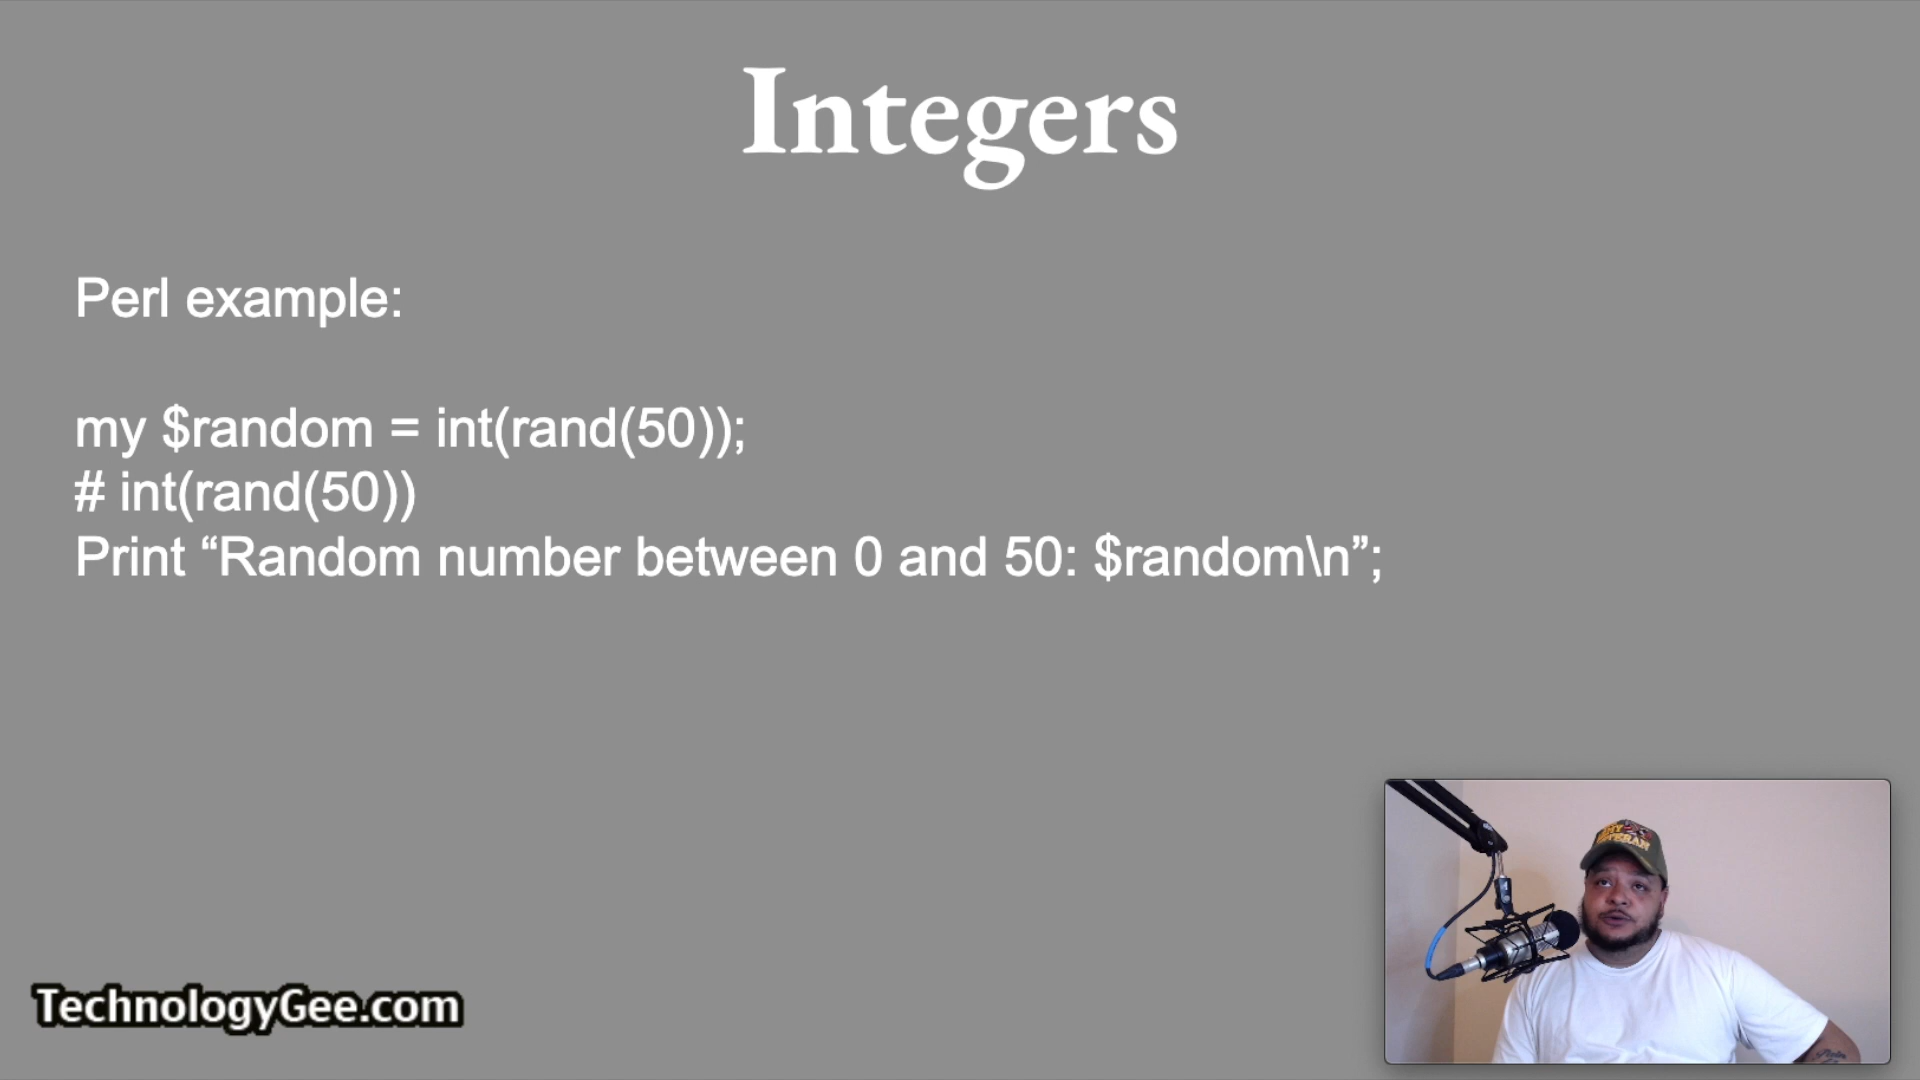 Integers
Perl example:
my $random = int(rand(50));
# int(rand(50))
Print “Random number between 0 and 50: $random\n”;
TechnologyGee.com